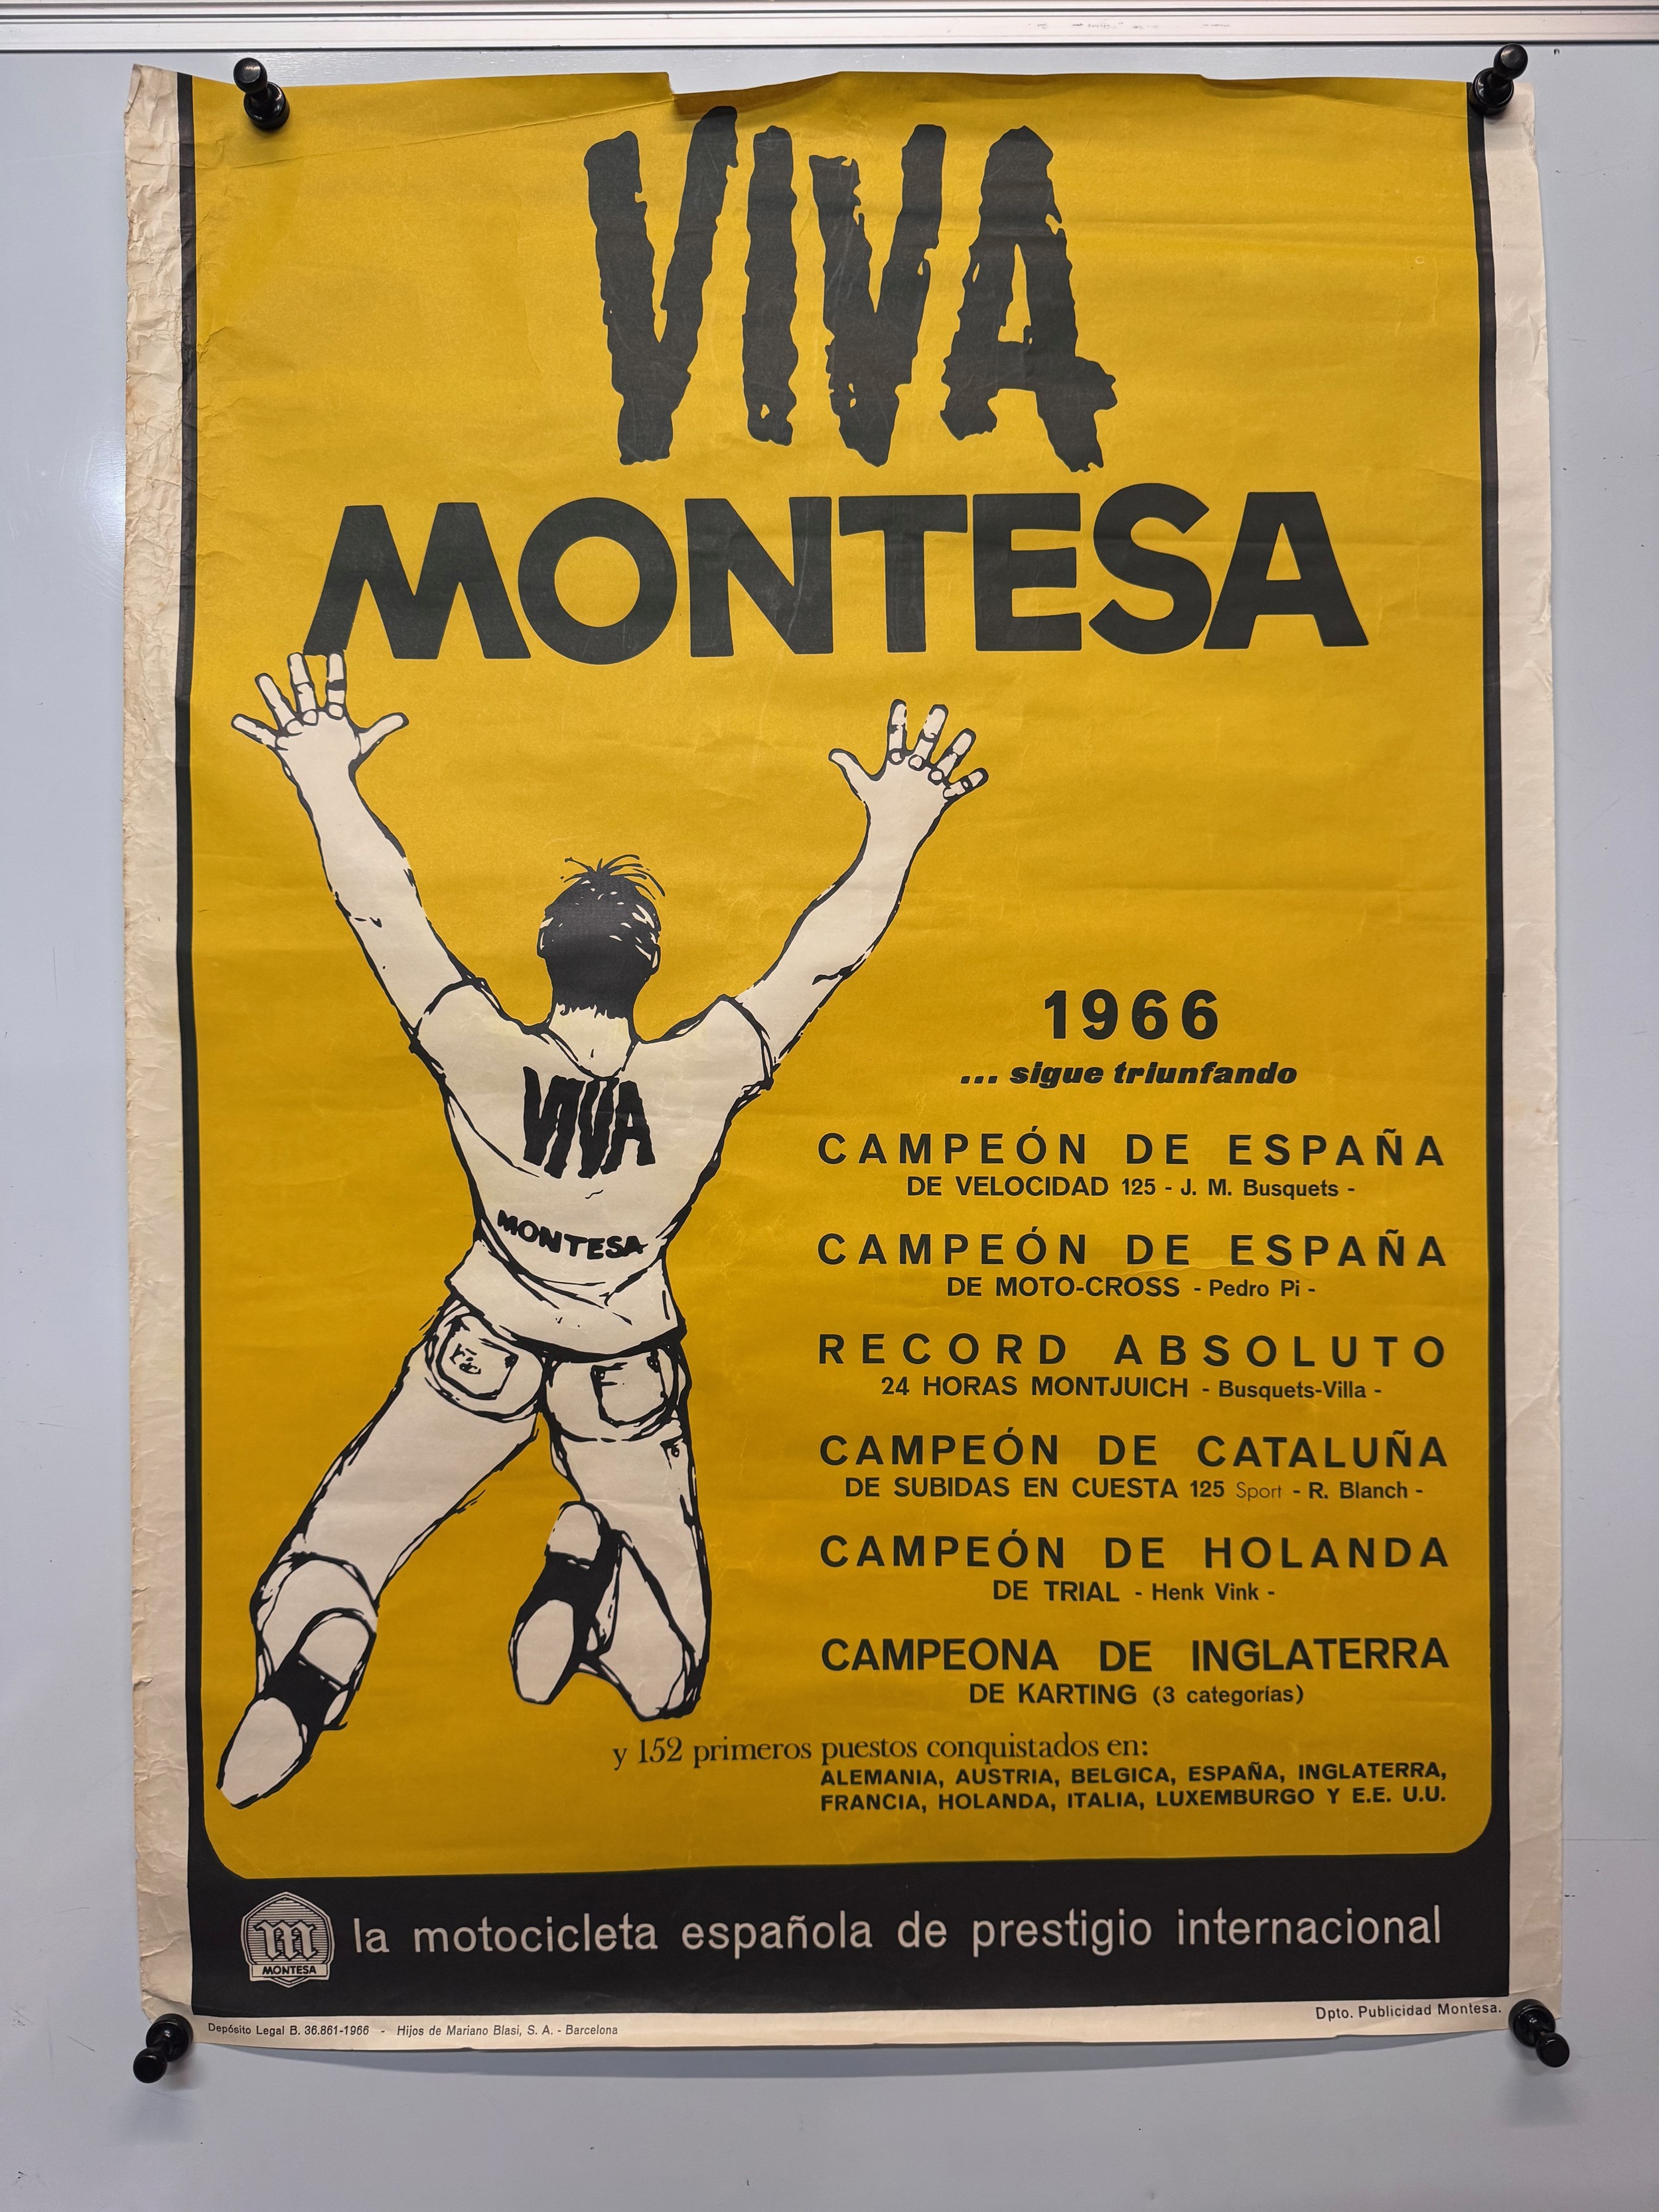 VIVA
MONTESA
VIVA
MONTESA
1966
... sigue triunfando
CAMPEÓN DE ESPAÑA
DE VELOCIDAD 125 - J. M. Busquets -
CAMPEÓN DE ESPAÑA
DE MOTO-CROSS - Pedro Pi -
RECORD ABSOLUTO
24 HORAS MONTJUICH - Busquets-Villa -
CAMPEÓN DE CATALUÑA
DE SUBIDAS EN CUESTA 125 Sport - R. Blanch -
CAMPEÓN DE HOLANDA
DE TRIAL - Henk Vink -
CAMPEONA DE INGLATERRA
DE KARTING (3 categorías)
y 152 primeros puestos conquistados en:
ALEMANIA, AUSTRIA, BELGICA, ESPAÑA, INGLATERRA,
FRANCIA, HOLANDA, ITALIA, LUXEMBURGO Y E.E. U.U.
m
MONTESA
la motocicleta española de prestigio internacional
Dpto. Publicidad Montesa.
Depósito Legal B. 36.861-1966 - Hijos de Mariano Blasi, S. A. - Barcelona